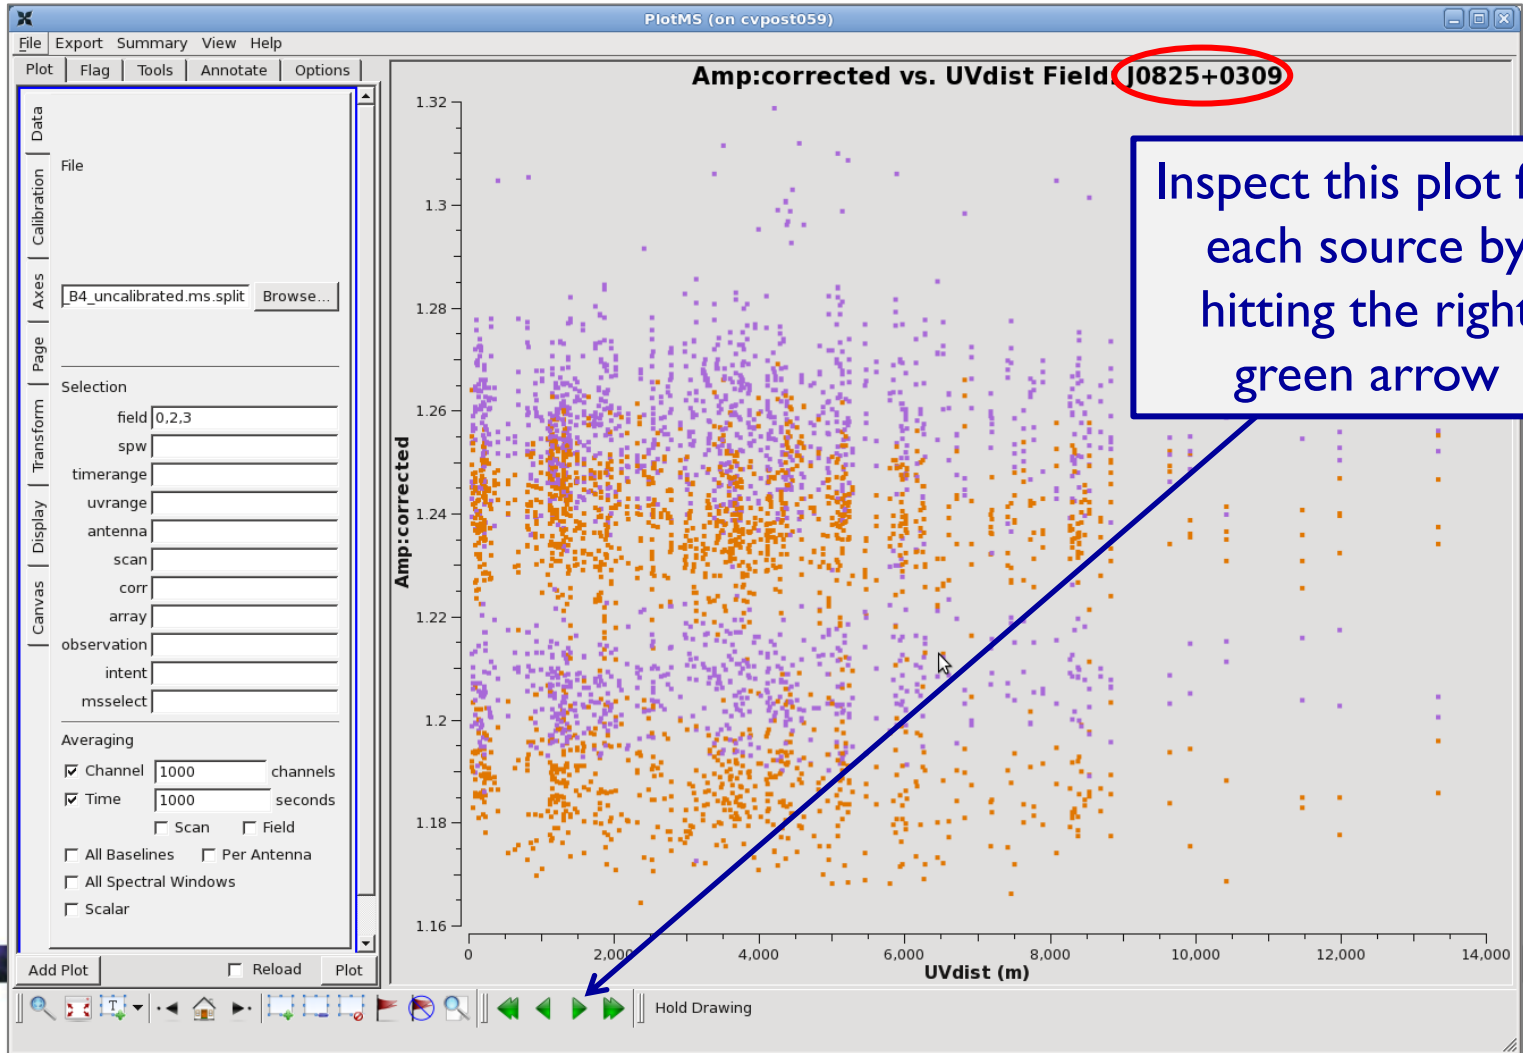 PlotMS (on cvpost059)
File Export Summary View Help
Plot Flag Tools Annotate Options
Data
Calibration
Axes
Page
Transform
Display
Canvas
File
_B4_uncalibrated.ms.split Browse...
Selection
field 0,2,3
spw
timerange
uvrange
antenna
scan
corr
array
observation
intent
msselect
Averaging
Channel 1000 channels
Time 1000 seconds
Scan Field
All Baselines Per Antenna
All Spectral Windows
Scalar
Add Plot Reload Plot
Amp:corrected vs. UVdist Field: J0825+0309
Inspect this plot f
each source by
hitting the right
green arrow
Amp:corrected
1.32
1.3
1.28
1.26
1.24
1.22
1.2
1.18
1.16
0 2,000 4,000 6,000 8,000 10,000 12,000 14,000
UVdist (m)
T
Hold Drawing